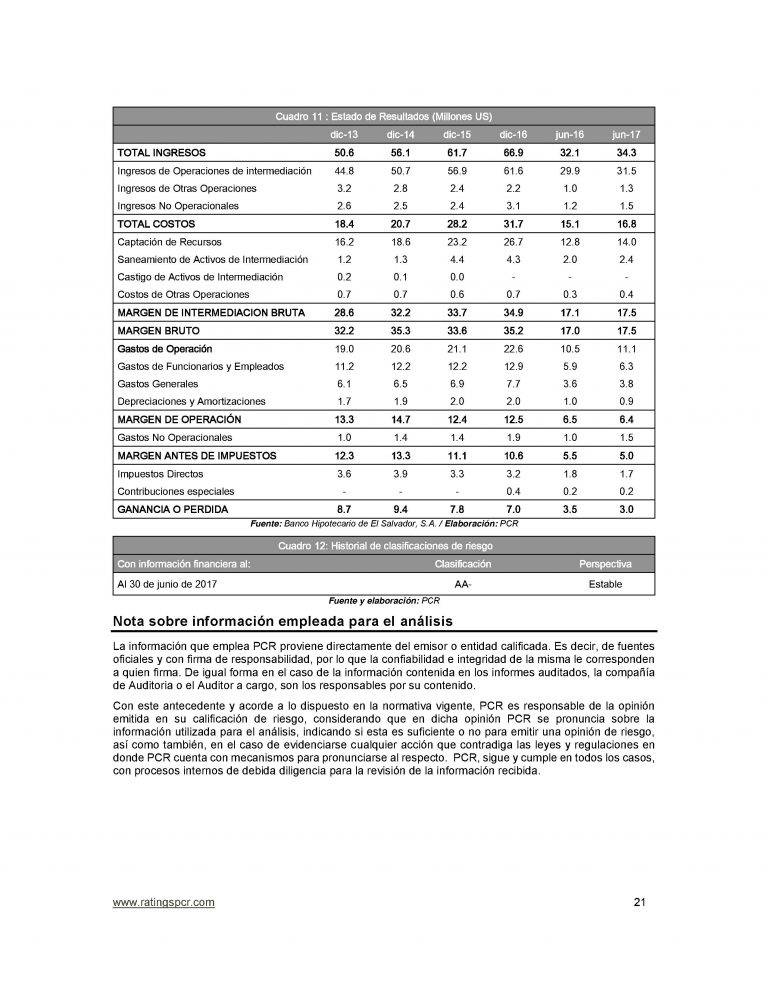 Cuadro 11 : Estado de Resultados (Millones US)
dic-13 dic-14 dic-15 dic-16 jun-16 jun-17
TOTAL INGRESOS 50.6 56.1 61.7 66.9 32.1 34.3
Ingresos de Operaciones de intermediación 44.8 50.7 56.9 61.6 29.9 31.5
Ingresos de Otras Operaciones 3.2 2.8 2.4 2.2 1.0 1.3
Ingresos No Operacionales 2.6 2.5 2.4 3.1 1.2 1.5
TOTAL COSTOS 18.4 20.7 28.2 31.7 15.1 16.8
Captación de Recursos 16.2 18.6 23.2 26.7 12.8 14.0
Saneamiento de Activos de Intermediación 1.2 1.3 4.4 4.3 2.0 2.4
Castigo de Activos de Intermediación 0.2 0.1 0.0 - - -
Costos de Otras Operaciones 0.7 0.7 0.6 0.7 0.3 0.4
MARGEN DE INTERMEDIACION BRUTA 28.6 32.2 33.7 34.9 17.1 17.5
MARGEN BRUTO 32.2 35.3 33.6 35.2 17.0 17.5
Gastos de Operación 19.0 20.6 21.1 22.6 10.5 11.1
Gastos de Funcionarios y Empleados 11.2 12.2 12.2 12.9 5.9 6.3
Gastos Generales 6.1 6.5 6.9 7.7 3.6 3.8
Depreciaciones y Amortizaciones 1.7 1.9 2.0 2.0 1.0 0.9
MARGEN DE OPERACIÓN 13.3 14.7 12.4 12.5 6.5 6.4
Gastos No Operacionales 1.0 1.4 1.4 1.9 1.0 1.5
MARGEN ANTES DE IMPUESTOS 12.3 13.3 11.1 10.6 5.5 5.0
Impuestos Directos 3.6 3.9 3.3 3.2 1.8 1.7
Contribuciones especiales - - - 0.4 0.2 0.2
GANANCIA O PERDIDA 8.7 9.4 7.8 7.0 3.5 3.0
Fuente: Banco Hipotecario de El Salvador, S.A. / Elaboración: PCR
Cuadro 12: Historial de clasificaciones de riesgo
Con información financiera al: Clasificación Perspectiva
Al 30 de junio de 2017 AA- Estable
Fuente y elaboración: PCR
Nota sobre información empleada para el análisis
La información que emplea PCR proviene directamente del emisor o entidad calificada. Es decir, de fuentes
oficiales y con firma de responsabilidad, por lo que la confiabilidad e integridad de la misma le corresponden
a quien firma. De igual forma en el caso de la información contenida en los informes auditados, la compañía
de Auditoria o el Auditor a cargo, son los responsables por su contenido.
Con este antecedente y acorde a lo dispuesto en la normativa vigente, PCR es responsable de la opinión
emitida en su calificación de riesgo, considerando que en dicha opinión PCR se pronuncia sobre la
información utilizada para el análisis, indicando si esta es suficiente o no para emitir una opinión de riesgo,
así como también, en el caso de evidenciarse cualquier acción que contradiga las leyes y regulaciones en
donde PCR cuenta con mecanismos para pronunciarse al respecto. PCR, sigue y cumple en todos los casos,
con procesos internos de debida diligencia para la revisión de la información recibida.
www.ratingspcr.com 21